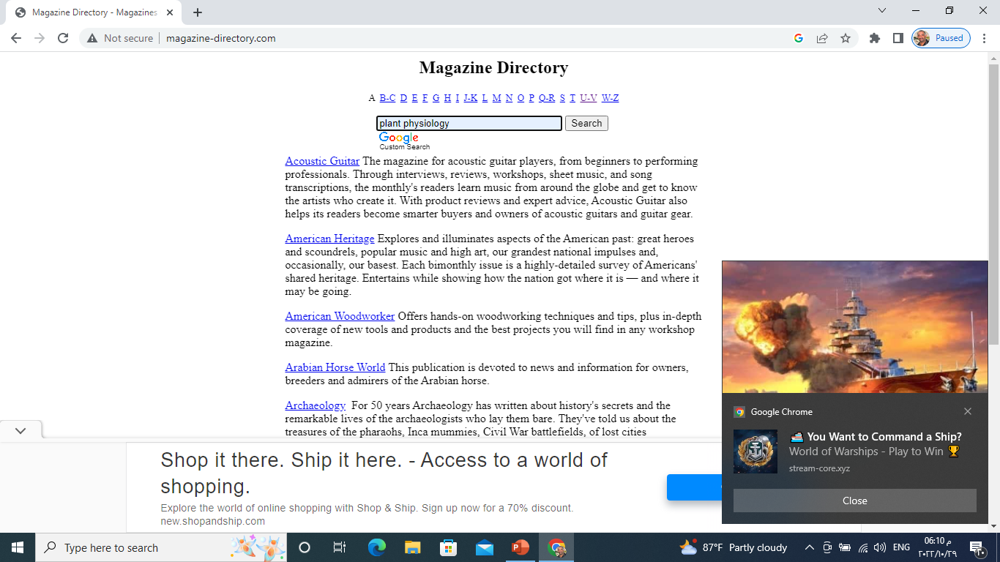 Magazine Directory - Magazines
Not secure
magazine-directory.com
Paused
Magazine Directory
A B-C D E F G H I J-K L M N O P Q-R S T U-V W-Z
plant physiology
Search
Google
Custom Search
Acoustic Guitar The magazine for acoustic guitar players, from beginners to performing
professionals. Through interviews, reviews, workshops, sheet music, and song
transcriptions, the monthly's readers learn music from around the globe and get to know
the artists who create it. With product reviews and expert advice, Acoustic Guitar also
helps its readers become smarter buyers and owners of acoustic guitars and guitar gear.
American Heritage Explores and illuminates aspects of the American past: great heroes
and scoundrels, popular music and high art, our grandest national impulses and,
occasionally, our basest. Each bimonthly issue is a highly-detailed survey of Americans'
shared heritage. Entertains while showing how the nation got where it is — and where it
may be going.
American Woodworker Offers hands-on woodworking techniques and tips, plus in-depth
coverage of new tools and products and the best projects you will find in any workshop
magazine.
Arabian Horse World This publication is devoted to news and information for owners,
breeders and admirers of the Arabian horse.
Archaeology For 50 years Archaeology has written about history's secrets and the
remarkable lives of the archaeologists who lay them bare. They've told us about the
treasures of the pharaohs, Inca mummies, Civil War battlefields, of lost cities
Google Chrome
You Want to Command a Ship?
World of Warships - Play to Win
stream-core.xyz
Close
Shop it there. Ship it here. - Access to a world of
shopping.
Explore the world of online shopping with Shop & Ship. Sign up now for a 70% discount.
new.shopandship.com
Type here to search
87°F Partly cloudy
ENG
06:10 م
٢٠٢٢/١٠/٢٩